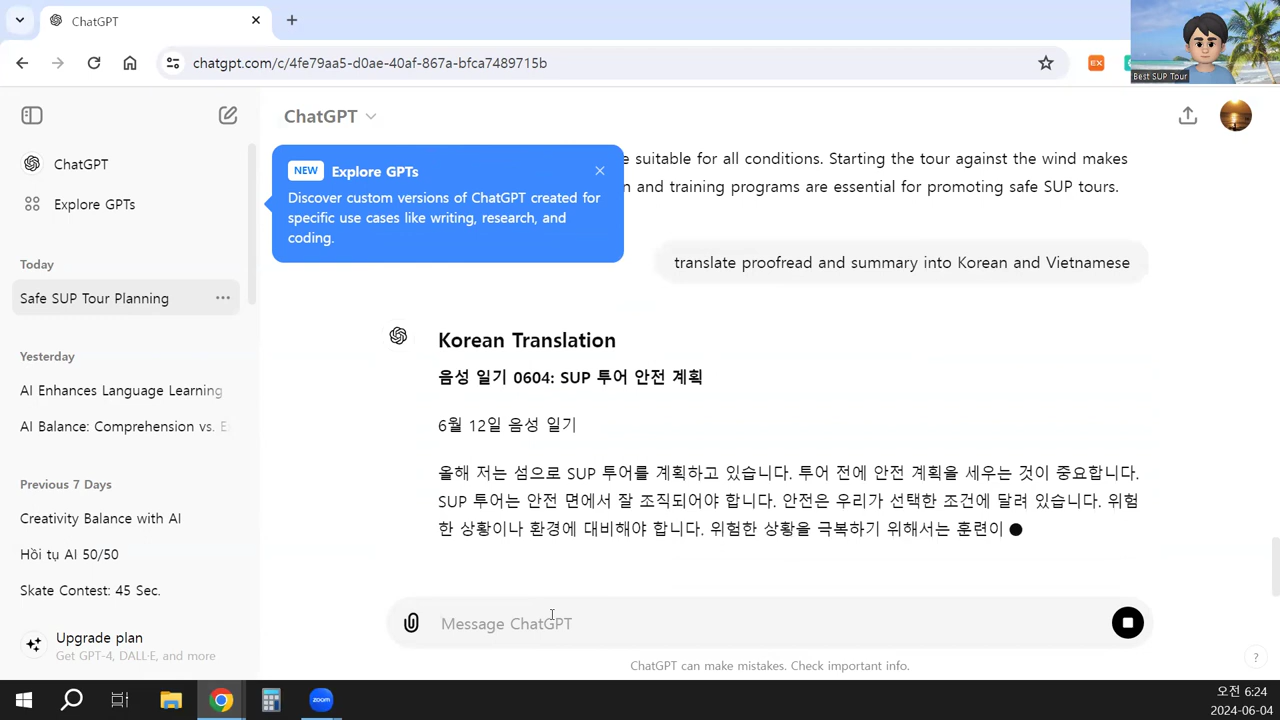 ChatGPT
chatgpt.com/c/4fe79aa5-d0ae-40af-867a-bfca7489715b
EX
Best SUP Tour
ChatGPT
Explore GPTs
Today
Safe SUP Tour Planning
Yesterday
AI Enhances Language Learning
AI Balance: Comprehension vs. E
Previous 7 Days
Creativity Balance with AI
Hồi tụ AI 50/50
Skate Contest: 45 Sec.
Upgrade plan
Get GPT-4, DALL·E, and more
ChatGPT
NEW Explore GPTs
Discover custom versions of ChatGPT created for
specific use cases like writing, research, and
coding.
e suitable for all conditions. Starting the tour against the wind makes
n and training programs are essential for promoting safe SUP tours.
translate proofread and summary into Korean and Vietnamese
Korean Translation
음성 일기 0604: SUP 투어 안전 계획
6월 12일 음성 일기
올해 저는 섬으로 SUP 투어를 계획하고 있습니다. 투어 전에 안전 계획을 세우는 것이 중요합니다.
SUP 투어는 안전 면에서 잘 조직되어야 합니다. 안전은 우리가 선택한 조건에 달려 있습니다. 위험
한 상황이나 환경에 대비해야 합니다. 위험한 상황을 극복하기 위해서는 훈련이
Message ChatGPT
ChatGPT can make mistakes. Check important info.
?
zoom
오전 6:24
2024-06-04